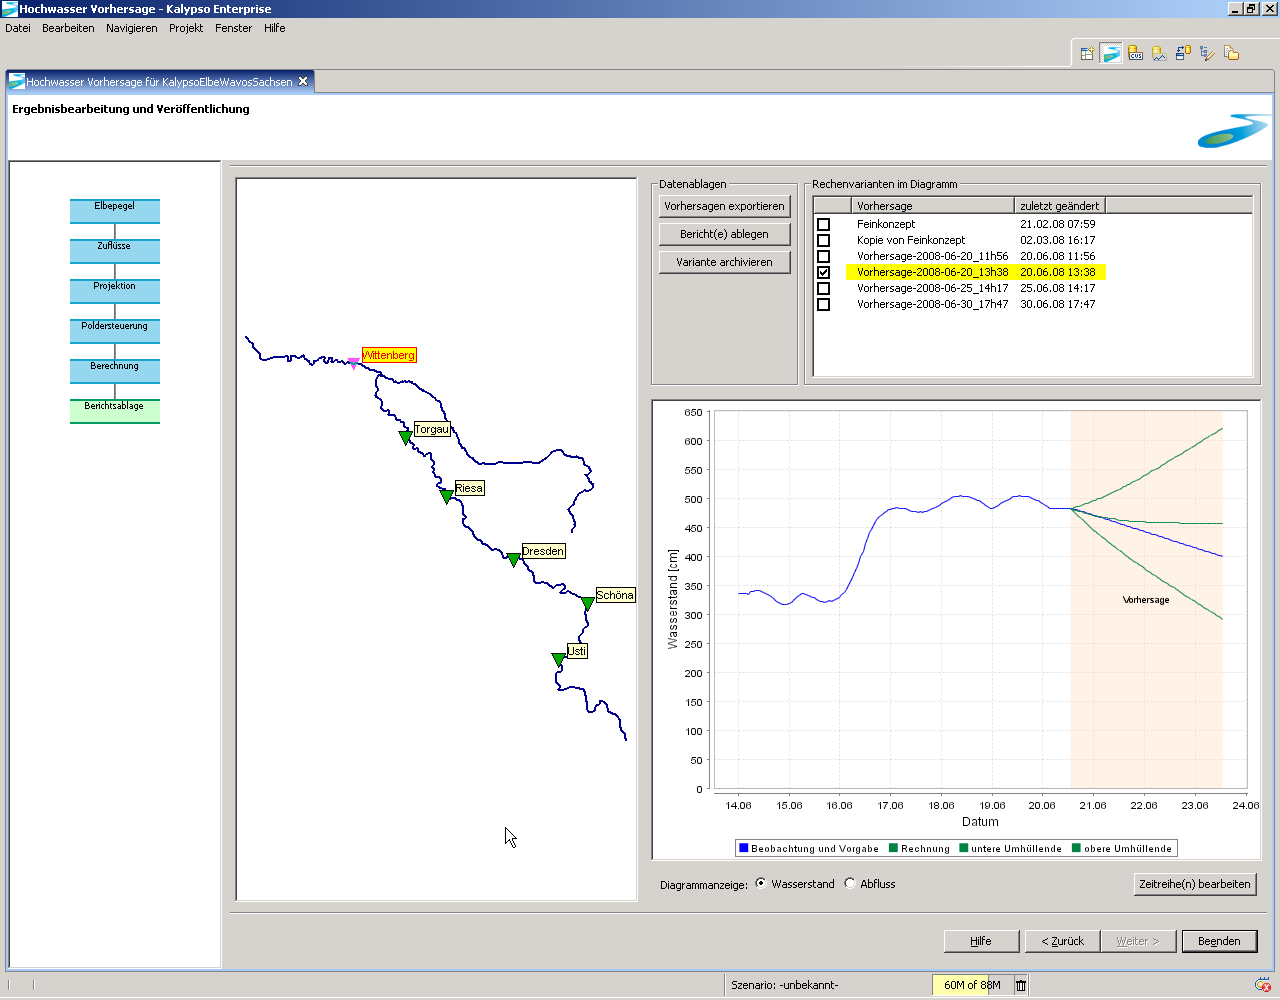 Hochwasser Vorhersage - Kalypso Enterprise
Datei Bearbeiten Navigieren Projekt Fenster Hilfe
Hochwasser Vorhersage für KalypsoElbeWavosSachsen
Ergebnisbearbeitung und Veröffentlichung
Elbepegel
Zuflüsse
Projektion
Poldersteuerung
Berechnung
Berichtsablage
Wittenberg
Torgau
Riesa
Dresden
Schöna
Usti
Datenablagen
Vorhersagen exportieren
Bericht(e) ablegen
Variante archivieren
Rechenvarianten im Diagramm
Vorhersage zuletzt geändert
Feinkonzept 21.02.08 07:59
Kopie von Feinkonzept 02.03.08 16:17
Vorhersage-2008-06-20_11h56 20.06.08 11:56
Vorhersage-2008-06-20_13h38 20.06.08 13:38
Vorhersage-2008-06-25_14h17 25.06.08 14:17
Vorhersage-2008-06-30_17h47 30.06.08 17:47
650
600
550
500
450
400
350
300
250
200
150
100
50
0
Wasserstand [cm]
Vorhersage
14.06 15.06 16.06 17.06 18.06 19.06 20.06 21.06 22.06 23.06 24.06
Datum
Beobachtung und Vorgabe Rechnung untere Umhüllende obere Umhüllende
Diagrammanzeige: Wasserstand Abfluss
Zeitreihe(n) bearbeiten
Hilfe < Zurück Weiter > Beenden
Szenario: -unbekannt- 60M of 88M